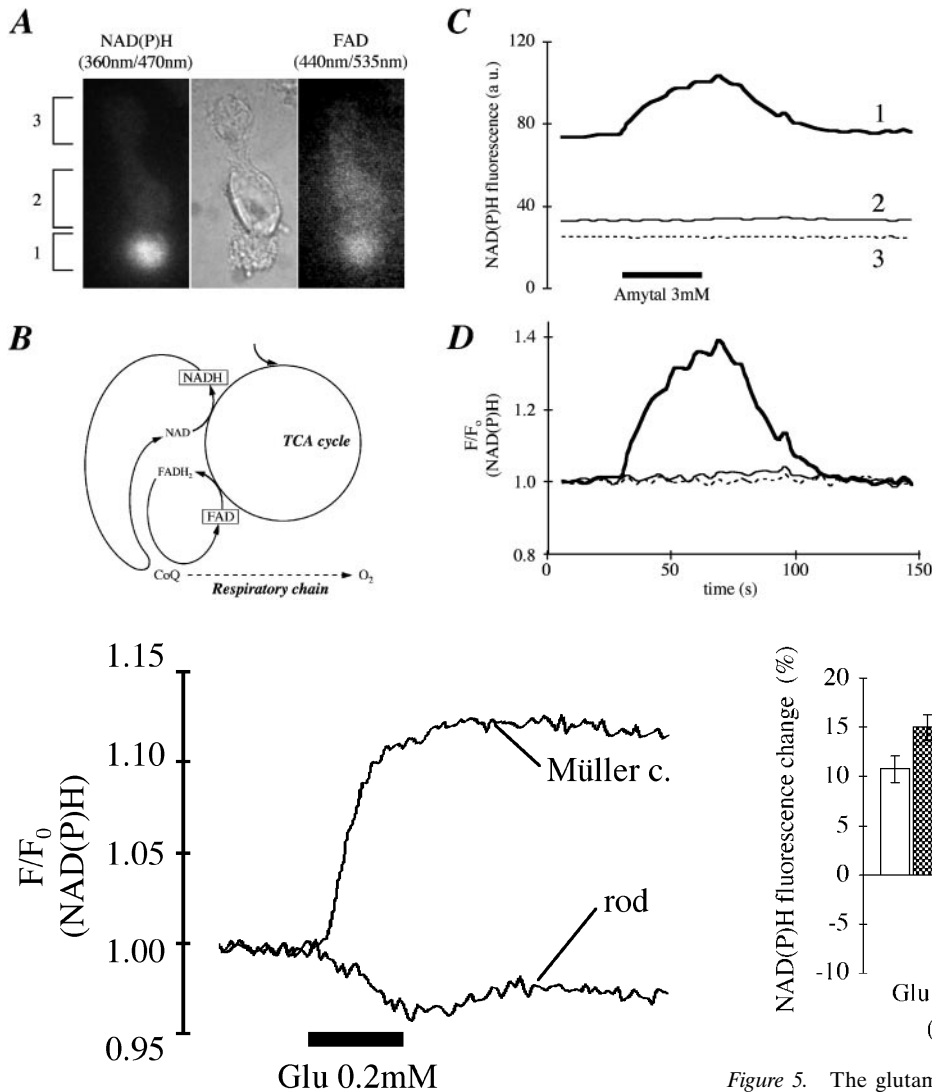 A
NAD(P)H
(360nm/470nm)
FAD
(440nm/535nm)
3
2
1
B
NADH
NAD
FADH₂
FAD
TCA cycle
CoQ
O₂
Respiratory chain
C
NAD(P)H fluorescence (a u.)
120
80
40
0
1
2
3
Amytal 3mM
D
F/Fₒ
(NAD(P)H)
1.4
1.2
1.0
0.8
0
50
100
150
time (s)
F/F₀
(NAD(P)H)
1.15
1.10
1.05
1.00
0.95
Müller c.
rod
Glu 0.2mM
NAD(P)H fluorescence change (%)
20
15
10
5
0
-5
-10
Glu
(
Figure 5. The glutam